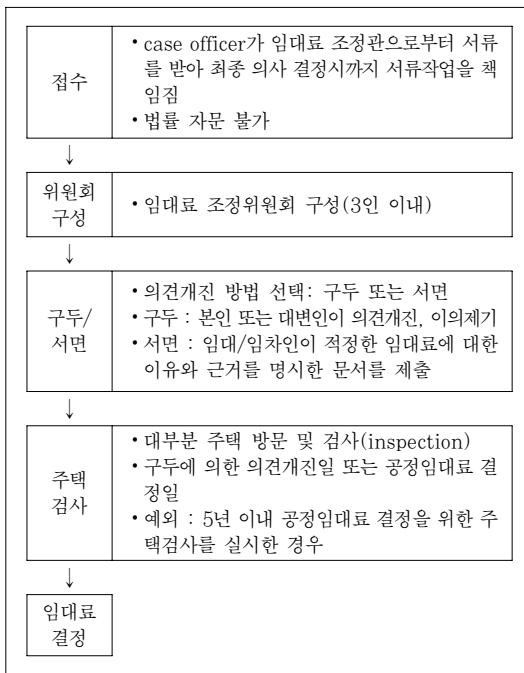 접수
• case officer가 임대료 조정관으로부터 서류
를 받아 최종 의사 결정시까지 서류작업을 책
임짐
• 법률 자문 불가
↓
위원회
구성
• 임대료 조정위원회 구성(3인 이내)
↓
구두/
서면
• 의견개진 방법 선택: 구두 또는 서면
• 구두 : 본인 또는 대변인이 의견개진, 이의제기
• 서면 : 임대/임차인이 적정한 임대료에 대한
이유와 근거를 명시한 문서를 제출
↓
주택
검사
• 대부분 주택 방문 및 검사(inspection)
• 구두에 의한 의견개진일 또는 공정임대료 결
정일
• 예외 : 5년 이내 공정임대료 결정을 위한 주
택검사를 실시한 경우
↓
임대료
결정